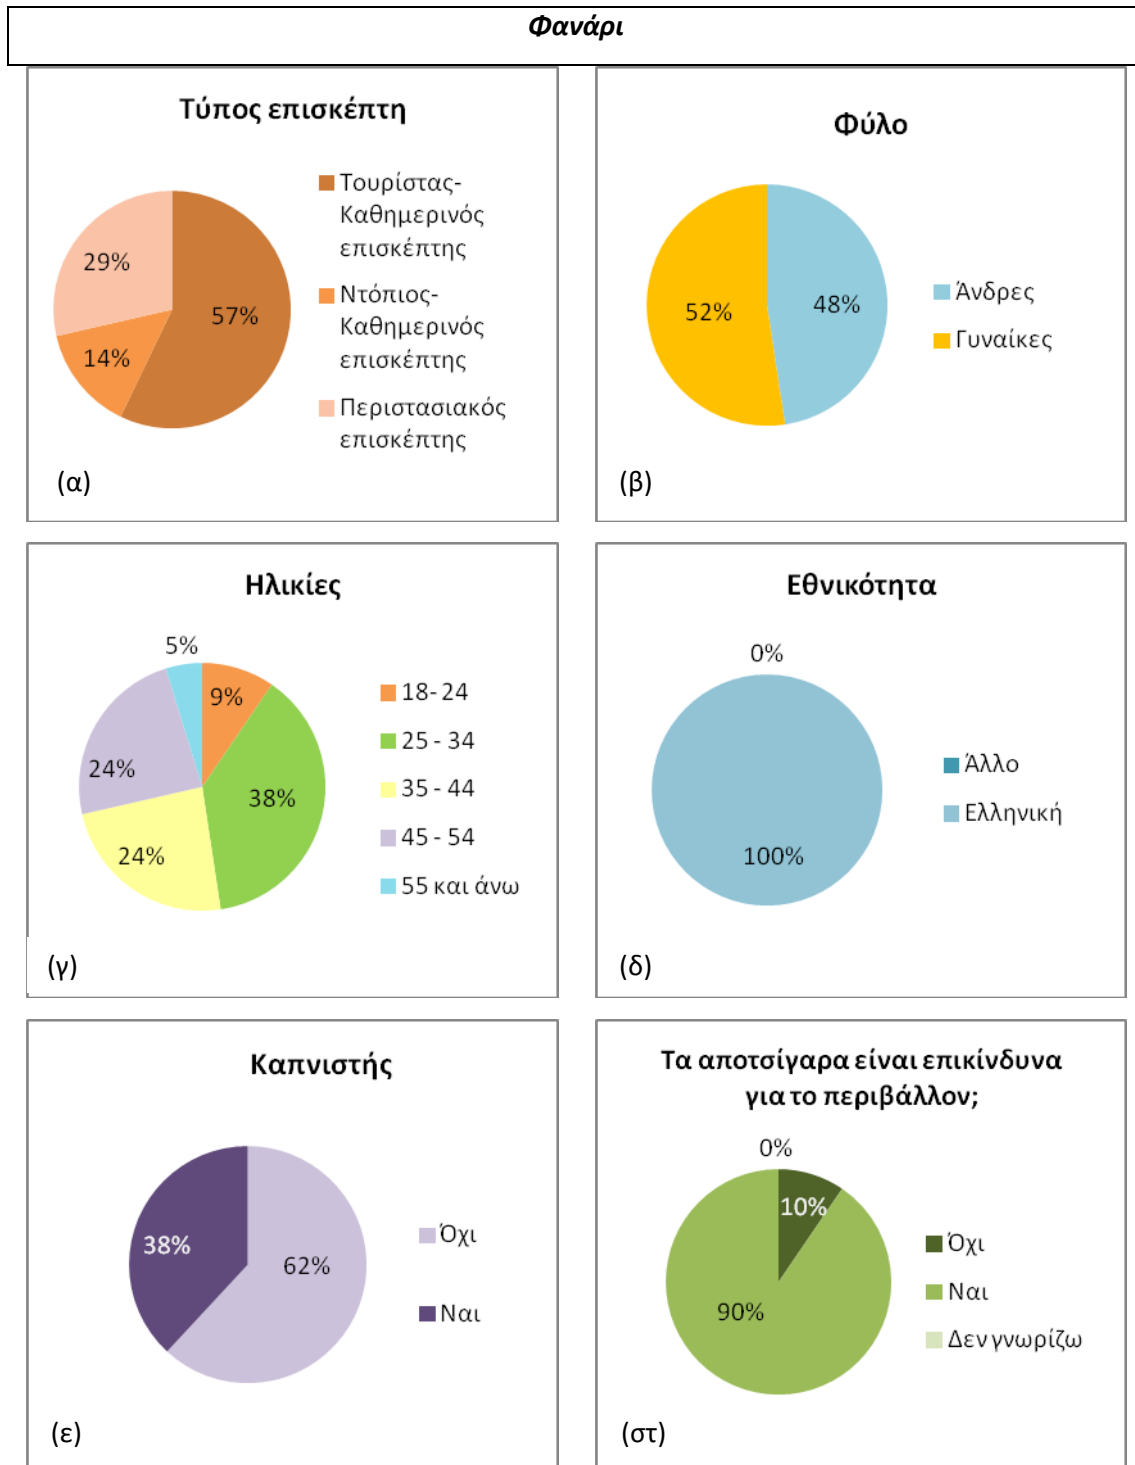 Φανάρι
Τύπος επισκέπτη
29%
57%
14%
Τουρίστας-
Καθημερινός
επισκέπτης
Ντόπιος-
Καθημερινός
επισκέπτης
Περιστασιακός
επισκέπτης
(α)
Φύλο
52%
48%
Άνδρες
Γυναίκες
(β)
Ηλικίες
5%
9%
24%
38%
24%
18- 24
25 - 34
35 - 44
45 - 54
55 και άνω
(γ)
Εθνικότητα
0%
100%
Άλλο
Ελληνική
(δ)
Καπνιστής
38%
62%
Όχι
Ναι
(ε)
Τα αποτσίγαρα είναι επικίνδυνα
για το περιβάλλον;
0%
10%
90%
Όχι
Ναι
Δεν γνωρίζω
(στ)